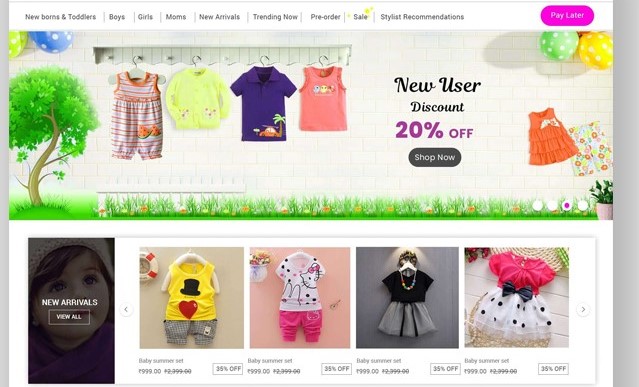 New borns & Toddlers Boys Girls Moms New Arrivals Trending Now Pre-order Sale Stylist Recommendations Pay Later
New User
Discount
20% OFF
Shop Now
NEW ARRIVALS
VIEW ALL
Baby summer set
₹999.00 ₹2,399.00 35% OFF
Baby summer set
₹999.00 ₹2,399.00 35% OFF
Baby summer set
₹999.00 ₹2,399.00 35% OFF
Baby summer set
₹999.00 ₹2,399.00 35% OFF